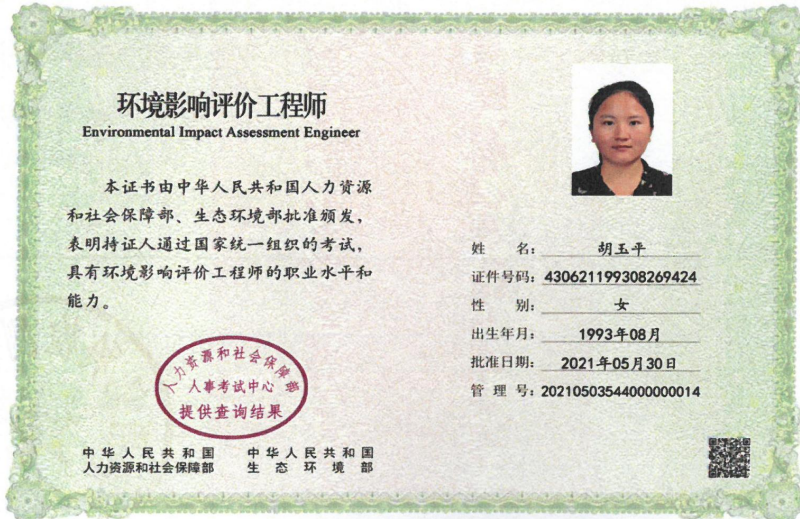 环境影响评价工程师
Environmental Impact Assessment Engineer
本证书由中华人民共和国人力资源
和社会保障部、生态环境部批准颁发，
表明持证人通过国家统一组织的考试，
具有环境影响评价工程师的职业水平和
能力。
人力资源和社会保障部
人事考试中心
提供查询结果
中华人民共和国
人力资源和社会保障部
中华人民共和国
生态环境部
姓 名： 胡玉平
证件号码： 430621199308269424
性 别： 女
出生年月： 1993年08月
批准日期： 2021年05月30日
管 理 号： 20210503544000000014